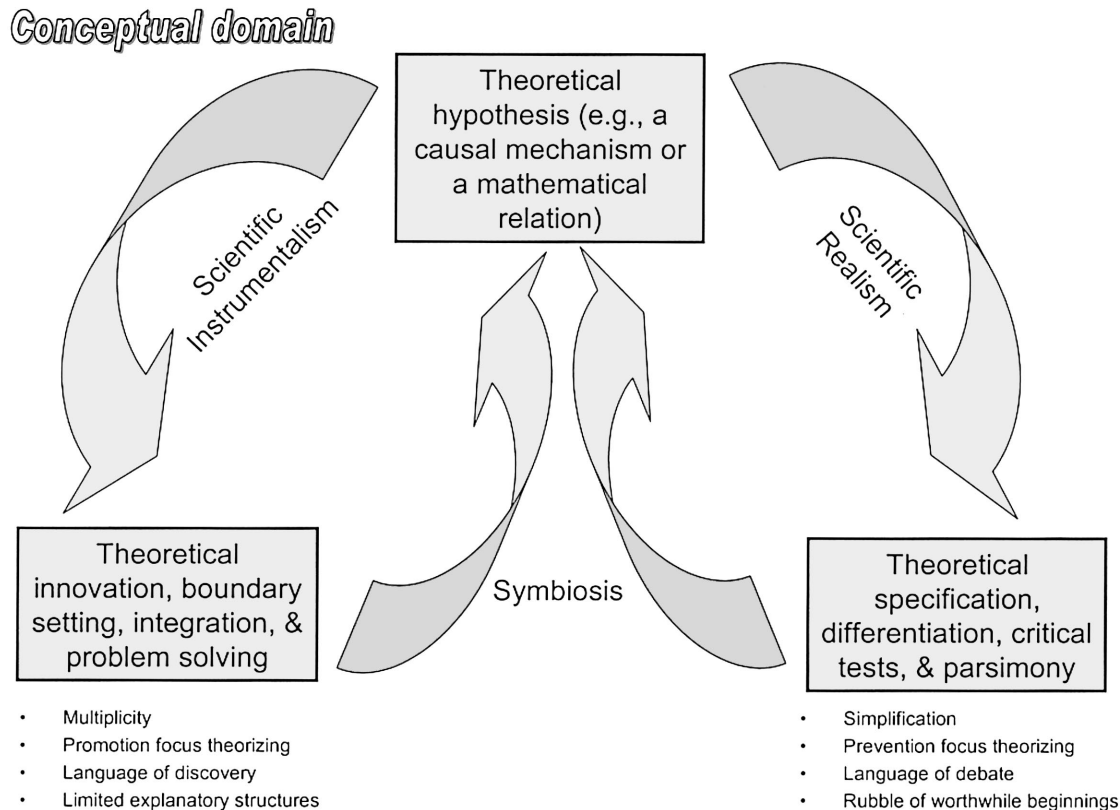 Conceptual domain
Theoretical
hypothesis (e.g., a
causal mechanism or
a mathematical
relation)
Scientific
Instrumentalism
Scientific
Realism
Symbiosis
Theoretical
innovation, boundary
setting, integration, &
problem solving
• Multiplicity
• Promotion focus theorizing
• Language of discovery
• Limited explanatory structures
Theoretical
specification,
differentiation, critical
tests, & parsimony
• Simplification
• Prevention focus theorizing
• Language of debate
• Rubble of worthwhile beginnings